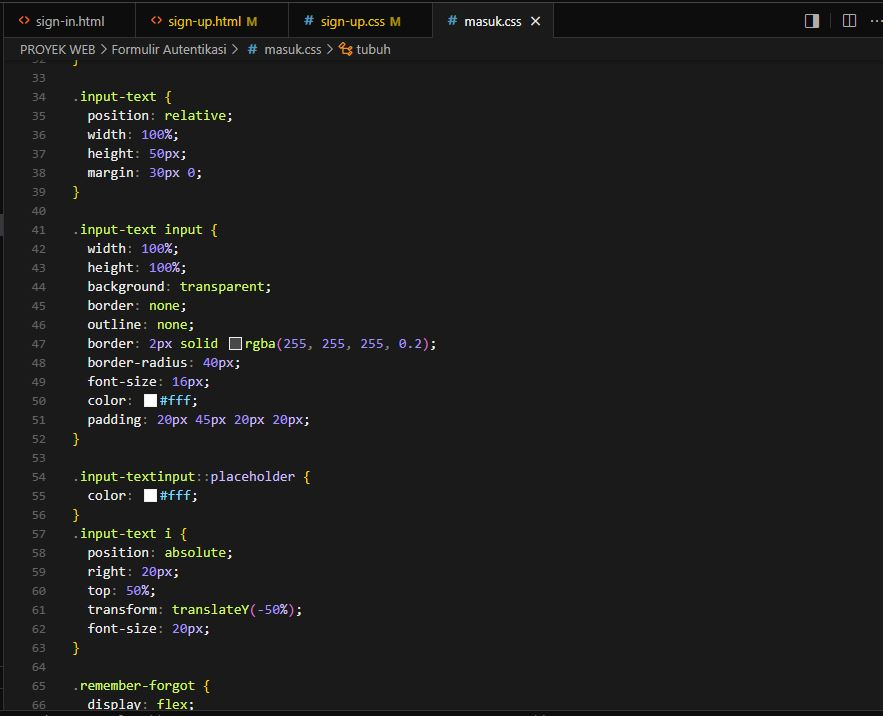 <> sign-in.html <> sign-up.html M # sign-up.css M # masuk.css ×
PROYEK WEB > Formulir Autentikasi > # masuk.css > tubuh
32 }
33
34 .input-text {
35 position: relative;
36 width: 100%;
37 height: 50px;
38 margin: 30px 0;
39 }
40
41 .input-text input {
42 width: 100%;
43 height: 100%;
44 background: transparent;
45 border: none;
46 outline: none;
47 border: 2px solid rgba(255, 255, 255, 0.2);
48 border-radius: 40px;
49 font-size: 16px;
50 color: #fff;
51 padding: 20px 45px 20px 20px;
52 }
53
54 .input-textinput::placeholder {
55 color: #fff;
56 }
57 .input-text i {
58 position: absolute;
59 right: 20px;
60 top: 50%;
61 transform: translateY(-50%);
62 font-size: 20px;
63 }
64
65 .remember-forgot {
66 display: flex;